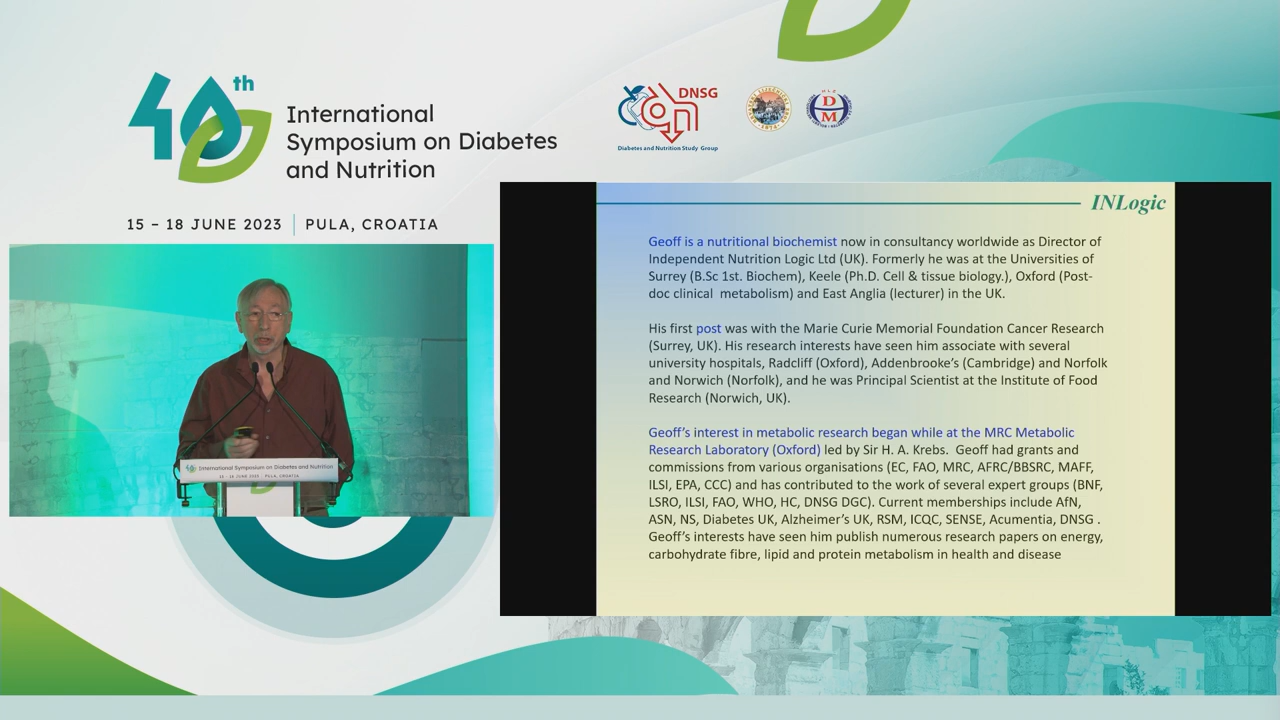 40th
International
Symposium on Diabetes
and Nutrition
15 – 18 JUNE 2023 | PULA, CROATIA
DNSG
Diabetes and Nutrition Study Group
DM
INLogic
Geoff is a nutritional biochemist now in consultancy worldwide as Director of
Independent Nutrition Logic Ltd (UK). Formerly he was at the Universities of
Surrey (B.Sc 1st. Biochem), Keele (Ph.D. Cell & tissue biology.), Oxford (Post-
doc clinical metabolism) and East Anglia (lecturer) in the UK.
His first post was with the Marie Curie Memorial Foundation Cancer Research
(Surrey, UK). His research interests have seen him associate with several
university hospitals, Radcliff (Oxford), Addenbrooke's (Cambridge) and Norfolk
and Norwich (Norfolk), and he was Principal Scientist at the Institute of Food
Research (Norwich, UK).
Geoff's interest in metabolic research began while at the MRC Metabolic
Research Laboratory (Oxford) led by Sir H. A. Krebs. Geoff had grants and
commissions from various organisations (EC, FAO, MRC, AFRC/BBSRC, MAFF,
ILSI, EPA, CCC) and has contributed to the work of several expert groups (BNF,
LSRO, ILSI, FAO, WHO, HC, DNSG DGC). Current memberships include AfN,
ASN, NS, Diabetes UK, Alzheimer's UK, RSM, ICQC, SENSE, Acumentia, DNSG .
Geoff's interests have seen him publish numerous research papers on energy,
carbohydrate fibre, lipid and protein metabolism in health and disease
International Symposium on Diabetes and Nutrition
15 - 18 JUNE 2023 | PULA, CROATIA